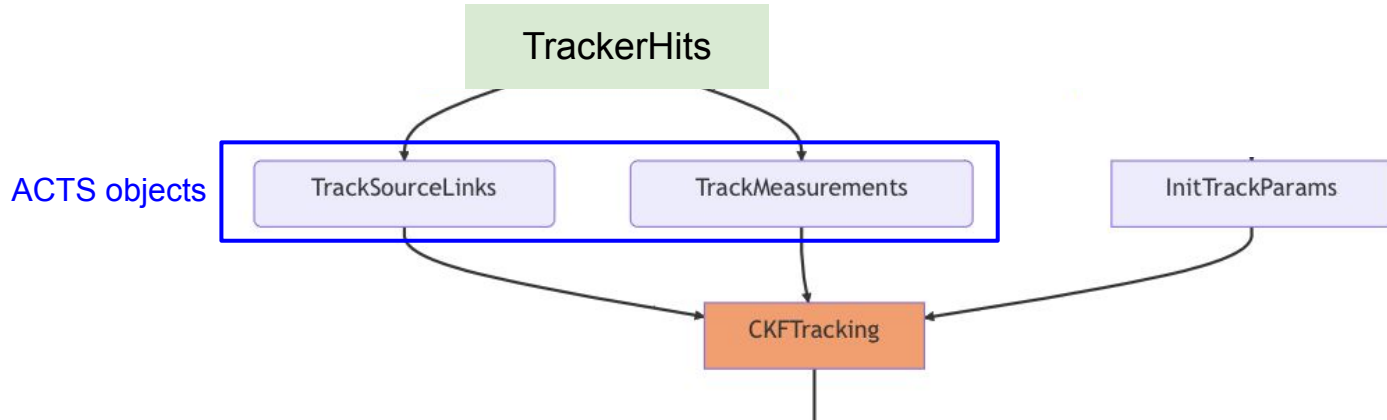 TrackerHits
ACTS objects
TrackSourceLinks
TrackMeasurements
InitTrackParams
CKFTracking